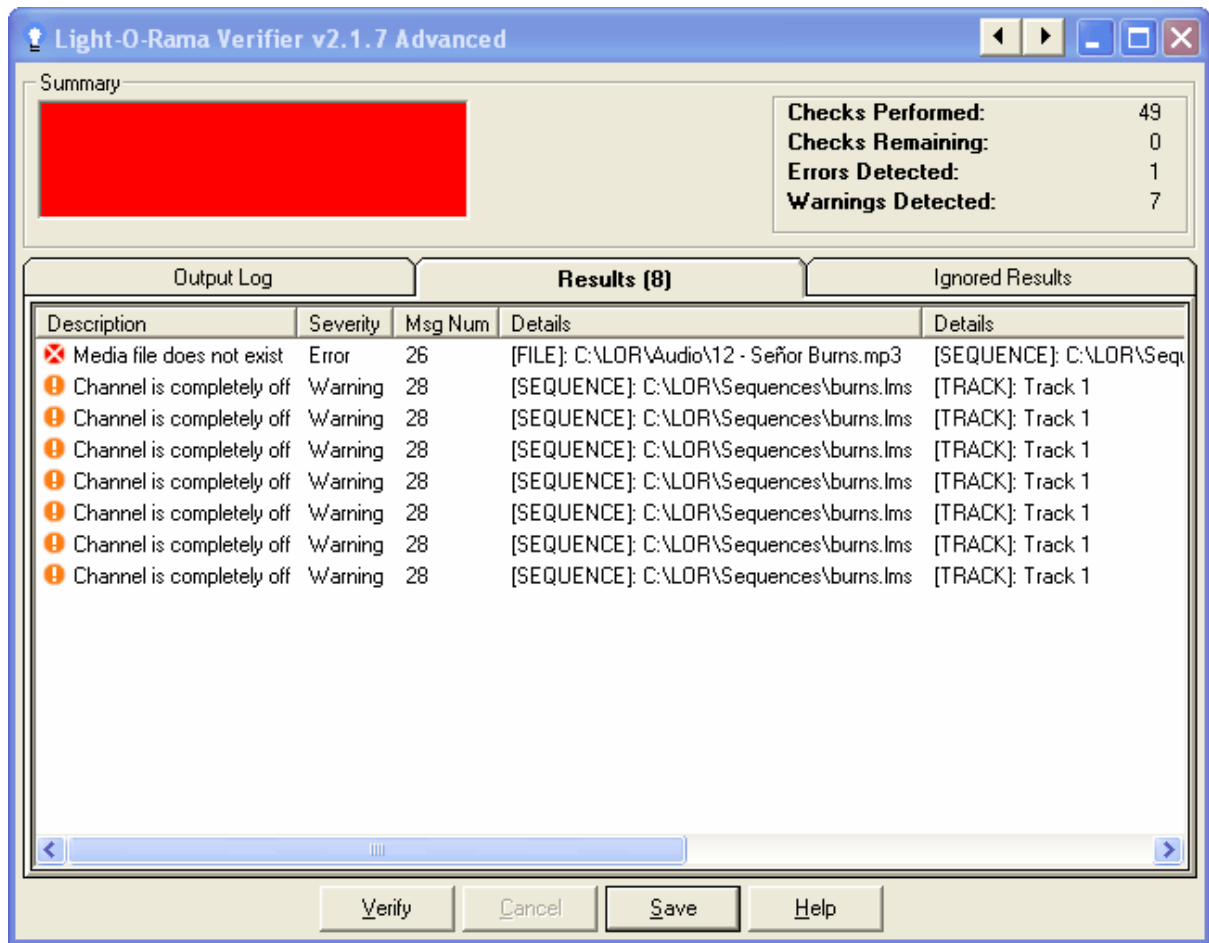 Light-O-Rama Verifier v2.1.7 Advanced
Summary
Checks Performed: 49
Checks Remaining: 0
Errors Detected: 1
Warnings Detected: 7
Output Log Results (8) Ignored Results
Description Severity Msg Num Details Details
Media file does not exist Error 26 [FILE]: C:\LOR\Audio\12 - Señor Burns.mp3 [SEQUENCE]: C:\LOR\Sequ
Channel is completely off Warning 28 [SEQUENCE]: C:\LOR\Sequences\burns.lms [TRACK]: Track 1
Channel is completely off Warning 28 [SEQUENCE]: C:\LOR\Sequences\burns.lms [TRACK]: Track 1
Channel is completely off Warning 28 [SEQUENCE]: C:\LOR\Sequences\burns.lms [TRACK]: Track 1
Channel is completely off Warning 28 [SEQUENCE]: C:\LOR\Sequences\burns.lms [TRACK]: Track 1
Channel is completely off Warning 28 [SEQUENCE]: C:\LOR\Sequences\burns.lms [TRACK]: Track 1
Channel is completely off Warning 28 [SEQUENCE]: C:\LOR\Sequences\burns.lms [TRACK]: Track 1
Channel is completely off Warning 28 [SEQUENCE]: C:\LOR\Sequences\burns.lms [TRACK]: Track 1
Verify Cancel Save Help